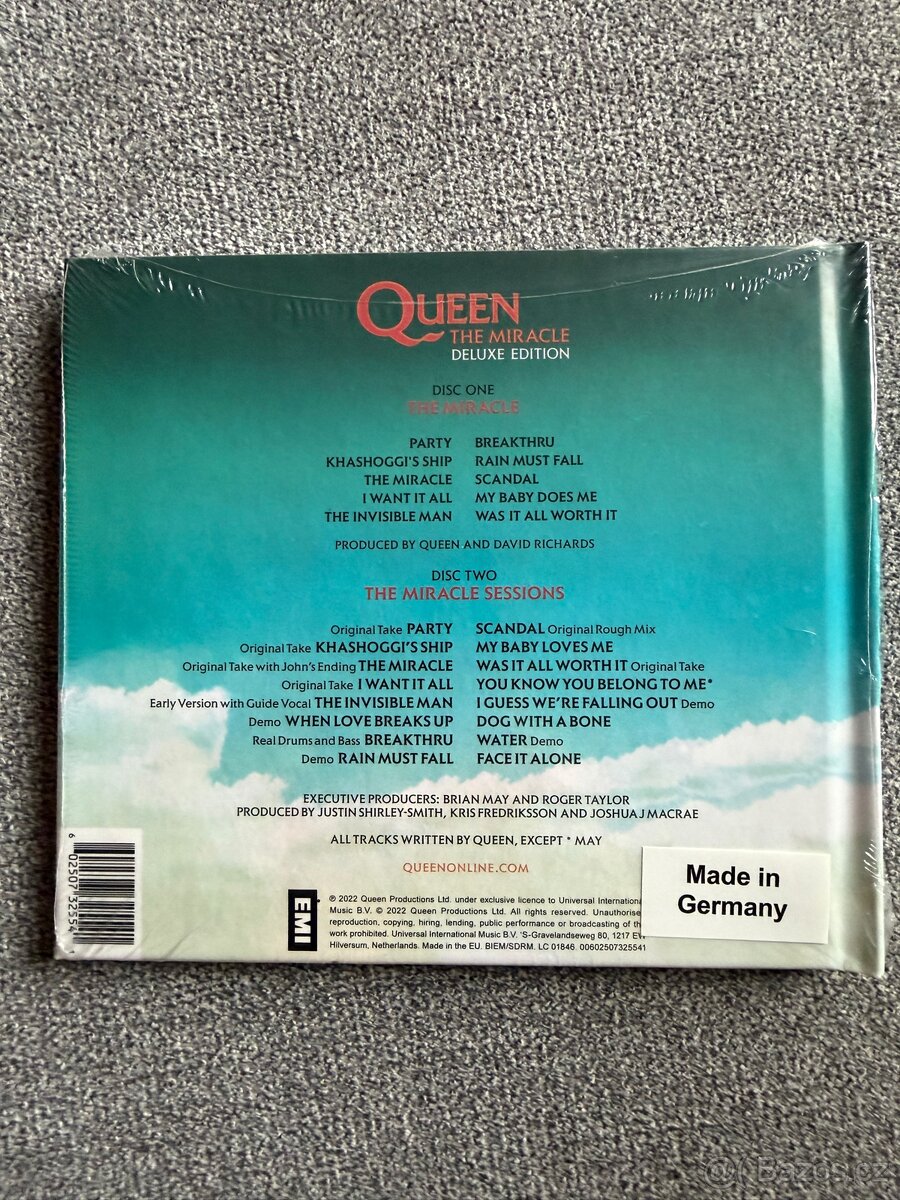 QUEEN
THE MIRACLE
DELUXE EDITION
DISC ONE
THE MIRACLE
PARTY BREAKTHRU
KHASHOGGI'S SHIP RAIN MUST FALL
THE MIRACLE SCANDAL
I WANT IT ALL MY BABY DOES ME
THE INVISIBLE MAN WAS IT ALL WORTH IT
PRODUCED BY QUEEN AND DAVID RICHARDS
DISC TWO
THE MIRACLE SESSIONS
Original Take PARTY SCANDAL Original Rough Mix
Original Take KHASHOGGI'S SHIP MY BABY LOVES ME
Original Take with John's Ending THE MIRACLE WAS IT ALL WORTH IT Original Take
Original Take I WANT IT ALL YOU KNOW YOU BELONG TO ME*
Early Version with Guide Vocal THE INVISIBLE MAN I GUESS WE'RE FALLING OUT Demo
Demo WHEN LOVE BREAKS UP DOG WITH A BONE
Real Drums and Bass BREAKTHRU WATER Demo
Demo RAIN MUST FALL FACE IT ALONE
EXECUTIVE PRODUCERS: BRIAN MAY AND ROGER TAYLOR
PRODUCED BY JUSTIN SHIRLEY-SMITH, KRIS FREDRIKSSON AND JOSHUA J MACRAE
ALL TRACKS WRITTEN BY QUEEN, EXCEPT * MAY
QUEENONLINE.COM
6 02507 32554 1
EMI
℗ 2022 Queen Productions Ltd. under exclusive licence to Universal Internationa
Music B.V. © 2022 Queen Productions Ltd. All rights reserved. Unauthorise
reproduction, copying, hiring, lending, public performance or broadcasting of th
work prohibited. Universal International Music B.V. 'S-Gravelandseweg 80, 1217 EW
Hilversum, Netherlands. Made in the EU. BIEM/SDRM. LC 01846. 00602507325541
Made in
Germany
Bazos.cz